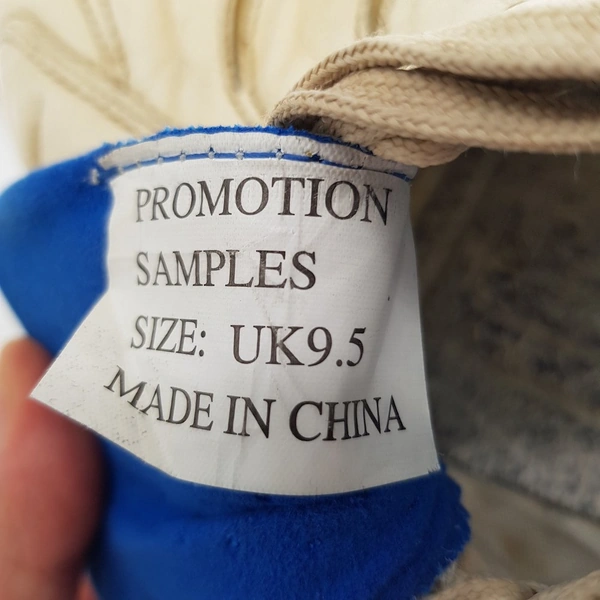 PROMOTION
SAMPLES
SIZE: UK9.5
MADE IN CHINA